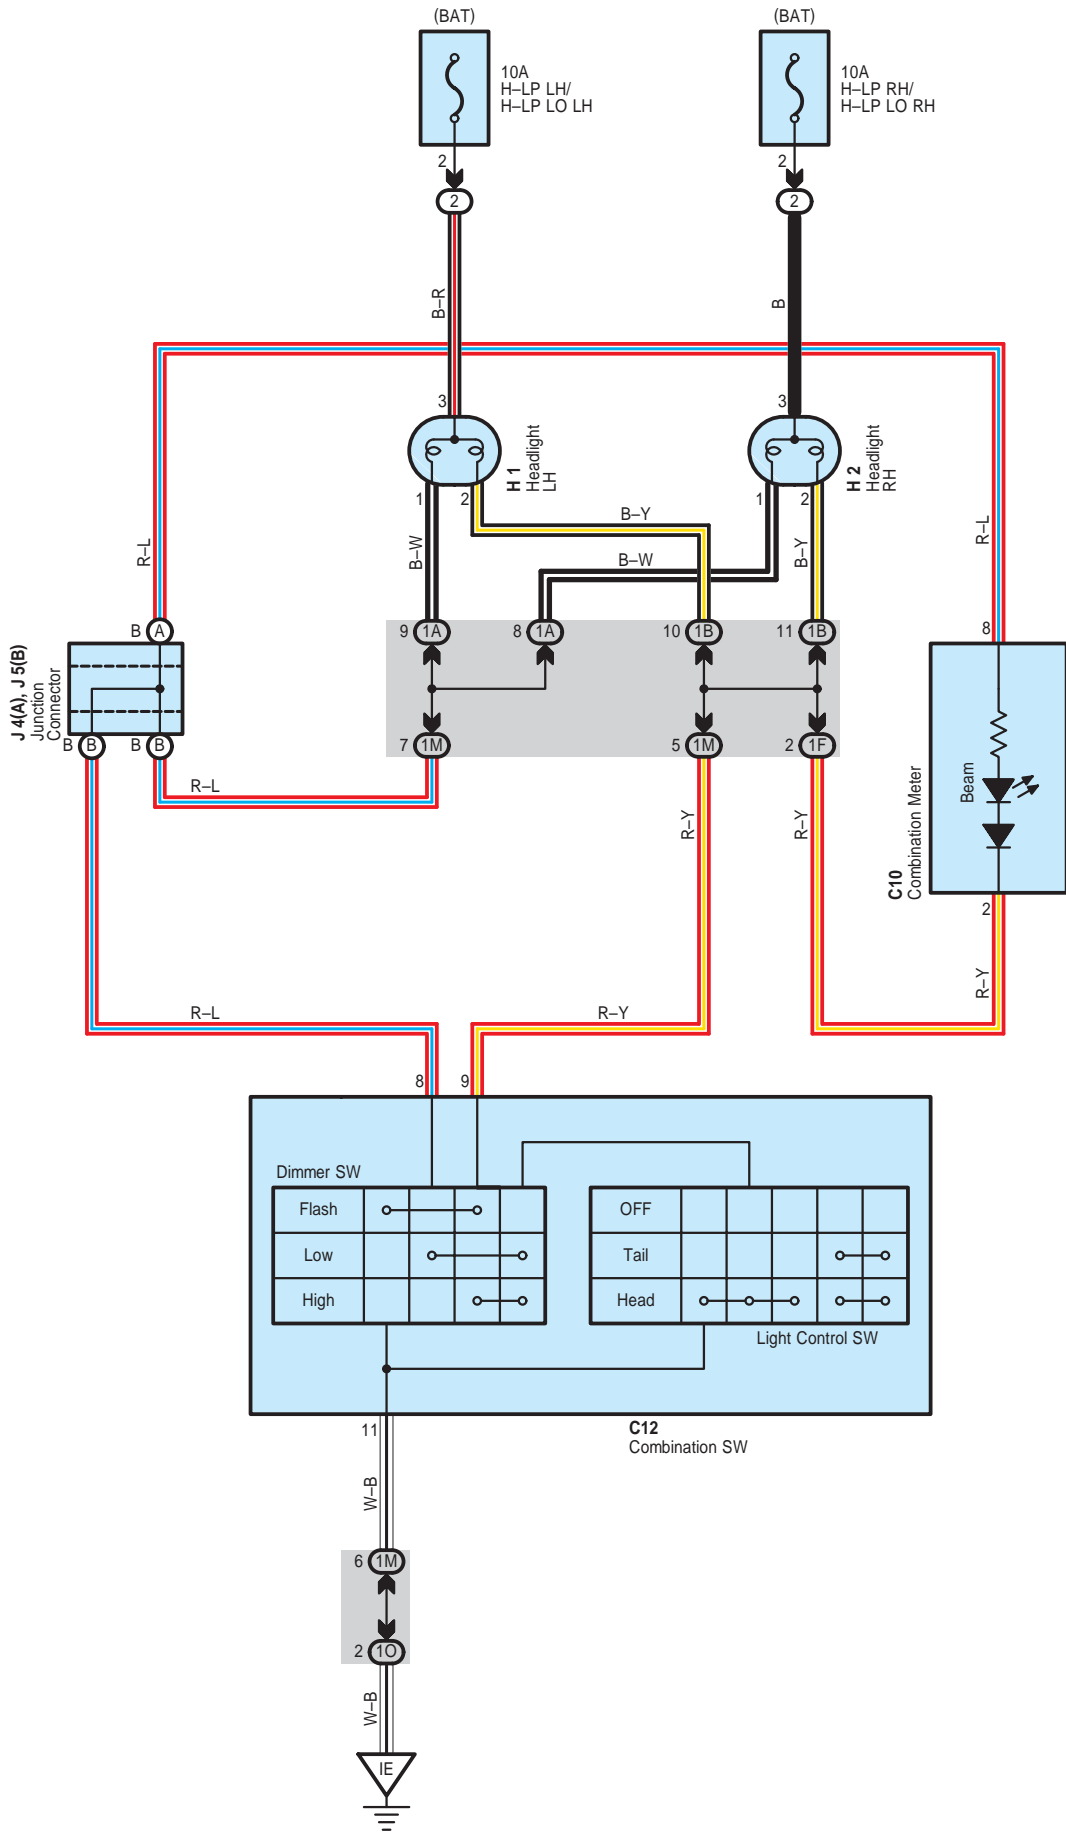 (BAT)
(BAT)
10A
H–LP LH/
H–LP LO LH
10A
H–LP RH/
H–LP LO RH
2
2
2
2
B–R
B
3
3
H 1
Headlight
LH
H 2
Headlight
RH
1
2
1
2
B–Y
B–W
B–W
B–Y
R–L
R–L
B
A
9
1A
8
1A
10
1B
11
1B
8
J 4(A), J 5(B)
Junction
Connector
B
B
B
B
7
1M
5
1M
2
1F
Beam
R–L
R–Y
R–Y
C10
Combination Meter
2
R–Y
R–L
R–Y
8
9
Dimmer SW
Flash
Low
High
OFF
Tail
Head
Light Control SW
11
C12
Combination SW
W–B
6
1M
2
1O
W–B
IE